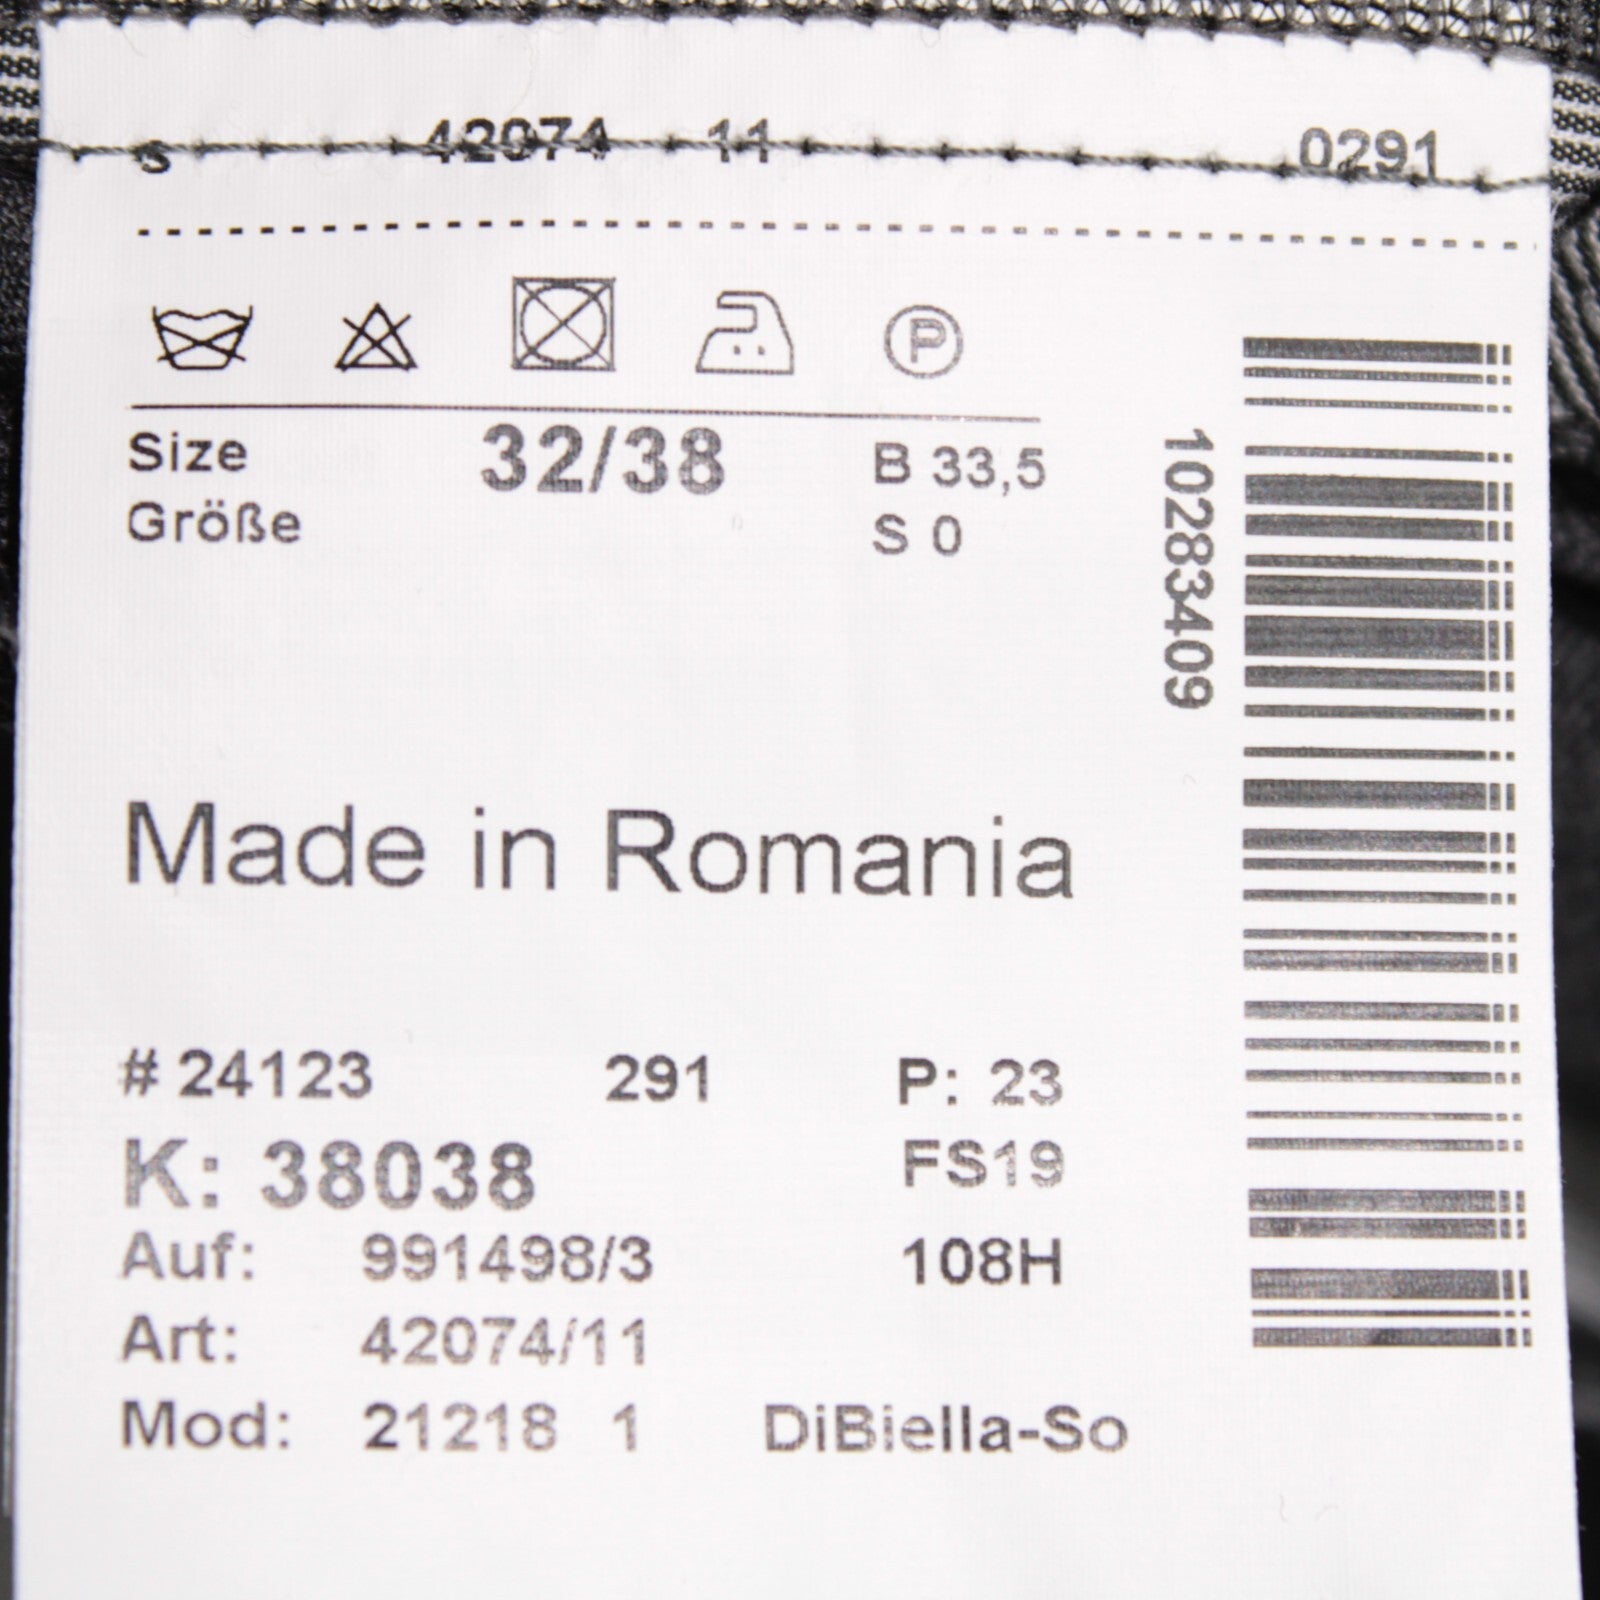 s 42074 11 0291
P
Size 32/38 B 33,5
Größe S 0
10283409
Made in Romania
# 24123 291 P: 23
K: 38038 FS19
Auf: 991498/3 108H
Art: 42074/11
Mod: 21218 1 DiBiella-So